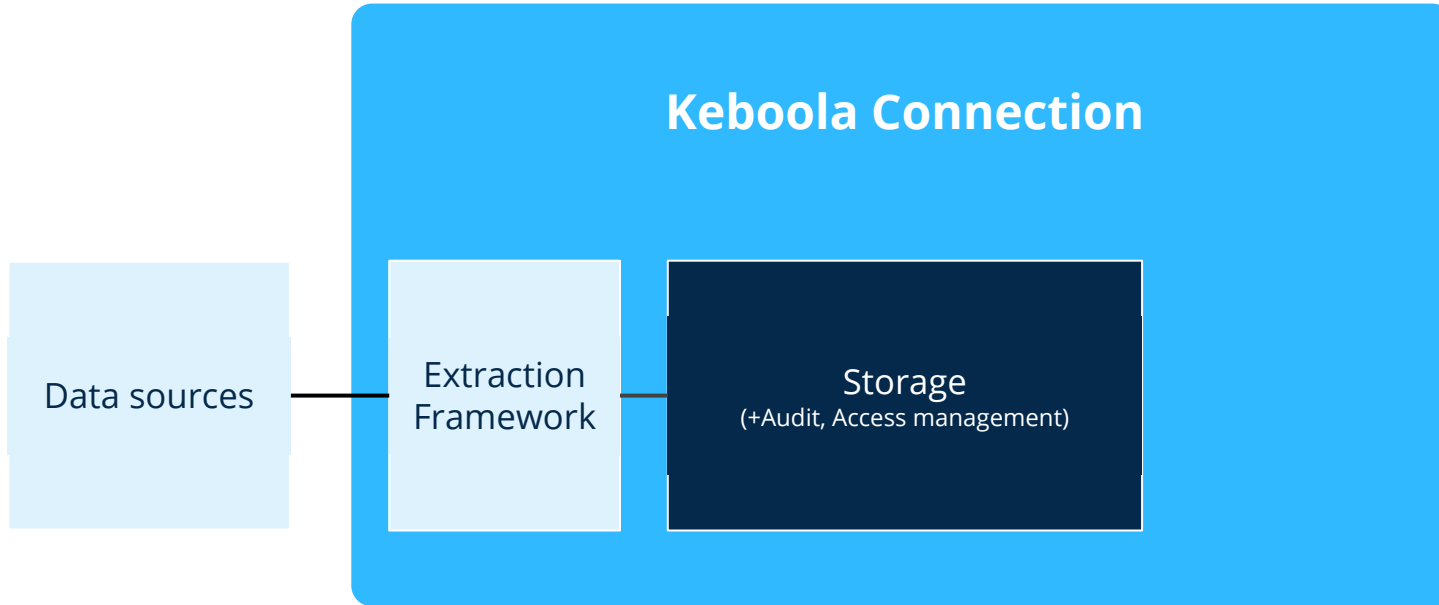 Keboola Connection
Data sources
Extraction
Framework
Storage
(+Audit, Access management)